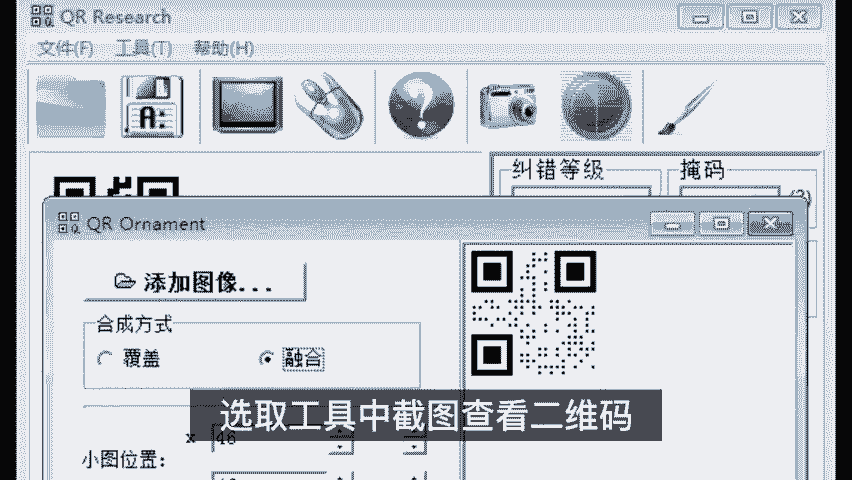 QR Research
文件(F) 工具(T) 帮助(H)
A:
纠错等级 掩码
(?)
QR Ornament
添加图像...
合成方式
覆盖 融合
选取工具中截图查看二维码
x 46
小图位置: